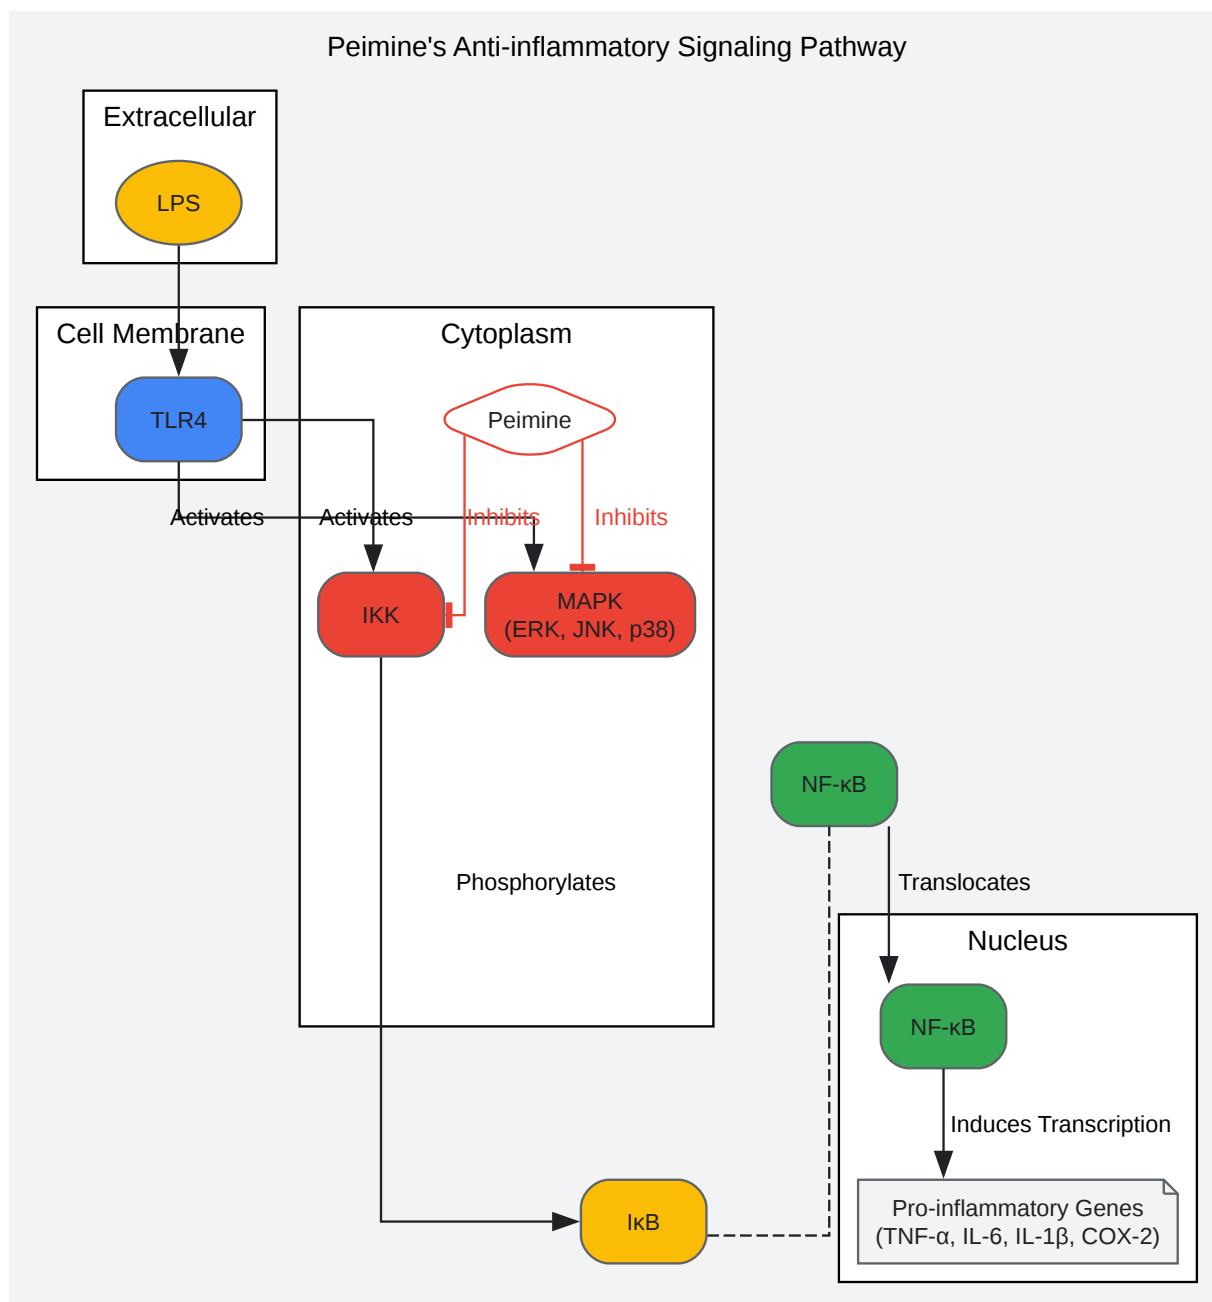 Peimine's Anti-inflammatory Signaling Pathway
Extracellular
LPS
Cell Membrane
TLR4
Cytoplasm
Peimine
Activates
Activates
Inhibits
Inhibits
IKK
MAPK
(ERK, JNK, p38)
NF-κB
Phosphorylates
Translocates
Nucleus
NF-κB
Induces Transcription
IκB
Pro-inflammatory Genes
(TNF-α, IL-6, IL-1β, COX-2)